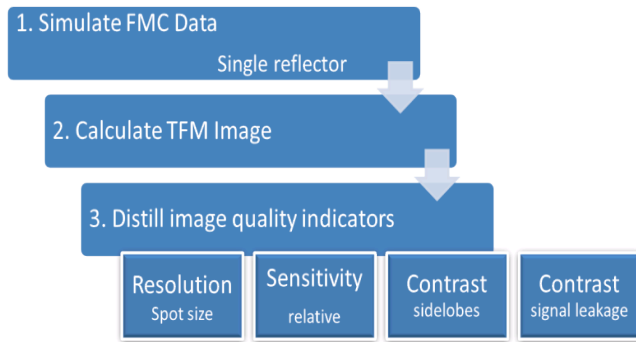 1. Simulate FMC Data
Single reflector
2. Calculate TFM Image
3. Distill image quality indicators
Resolution
Spot size
Sensitivity
relative
Contrast
sidelobes
Contrast
signal leakage